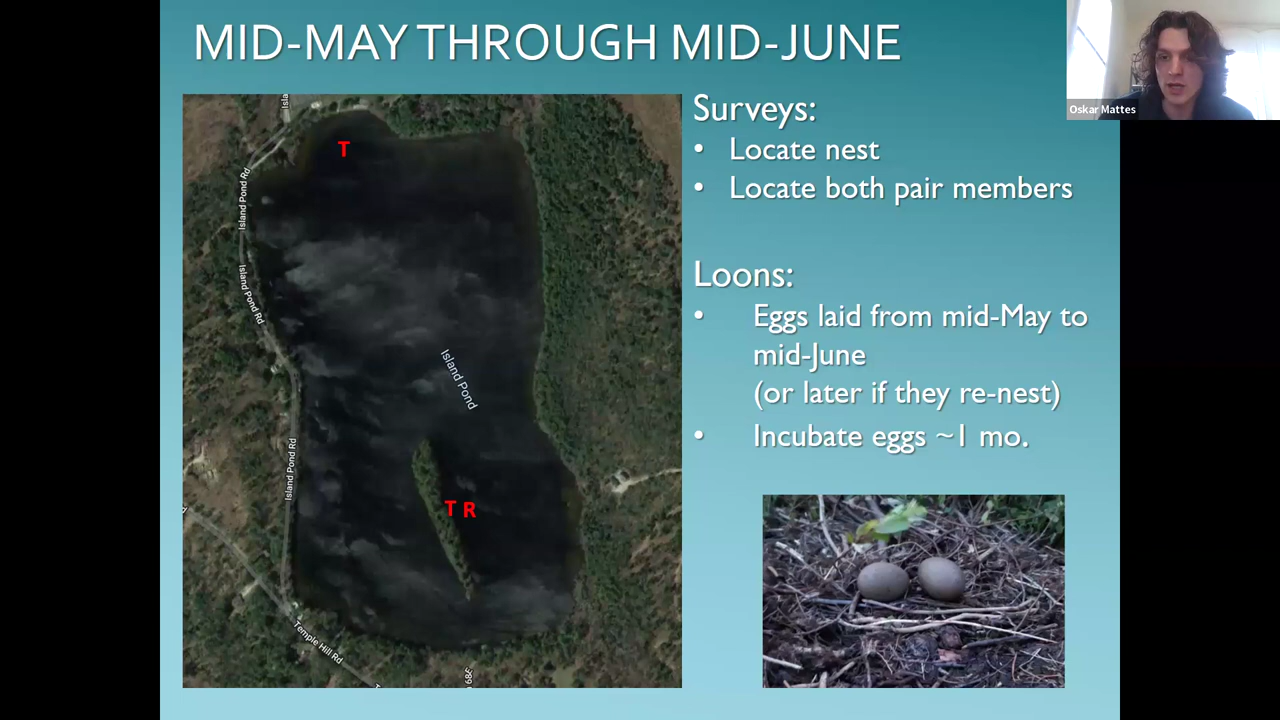 MID-MAY THROUGH MID-JUNE
Oskar Mattes
Surveys:
• Locate nest
• Locate both pair members
Loons:
• Eggs laid from mid-May to
mid-June
(or later if they re-nest)
• Incubate eggs ~1 mo.
Isla
T
Island Pond Rd
Island Pond Rd
Island Pond
Island Pond Rd
T R
Temple Hill Rd